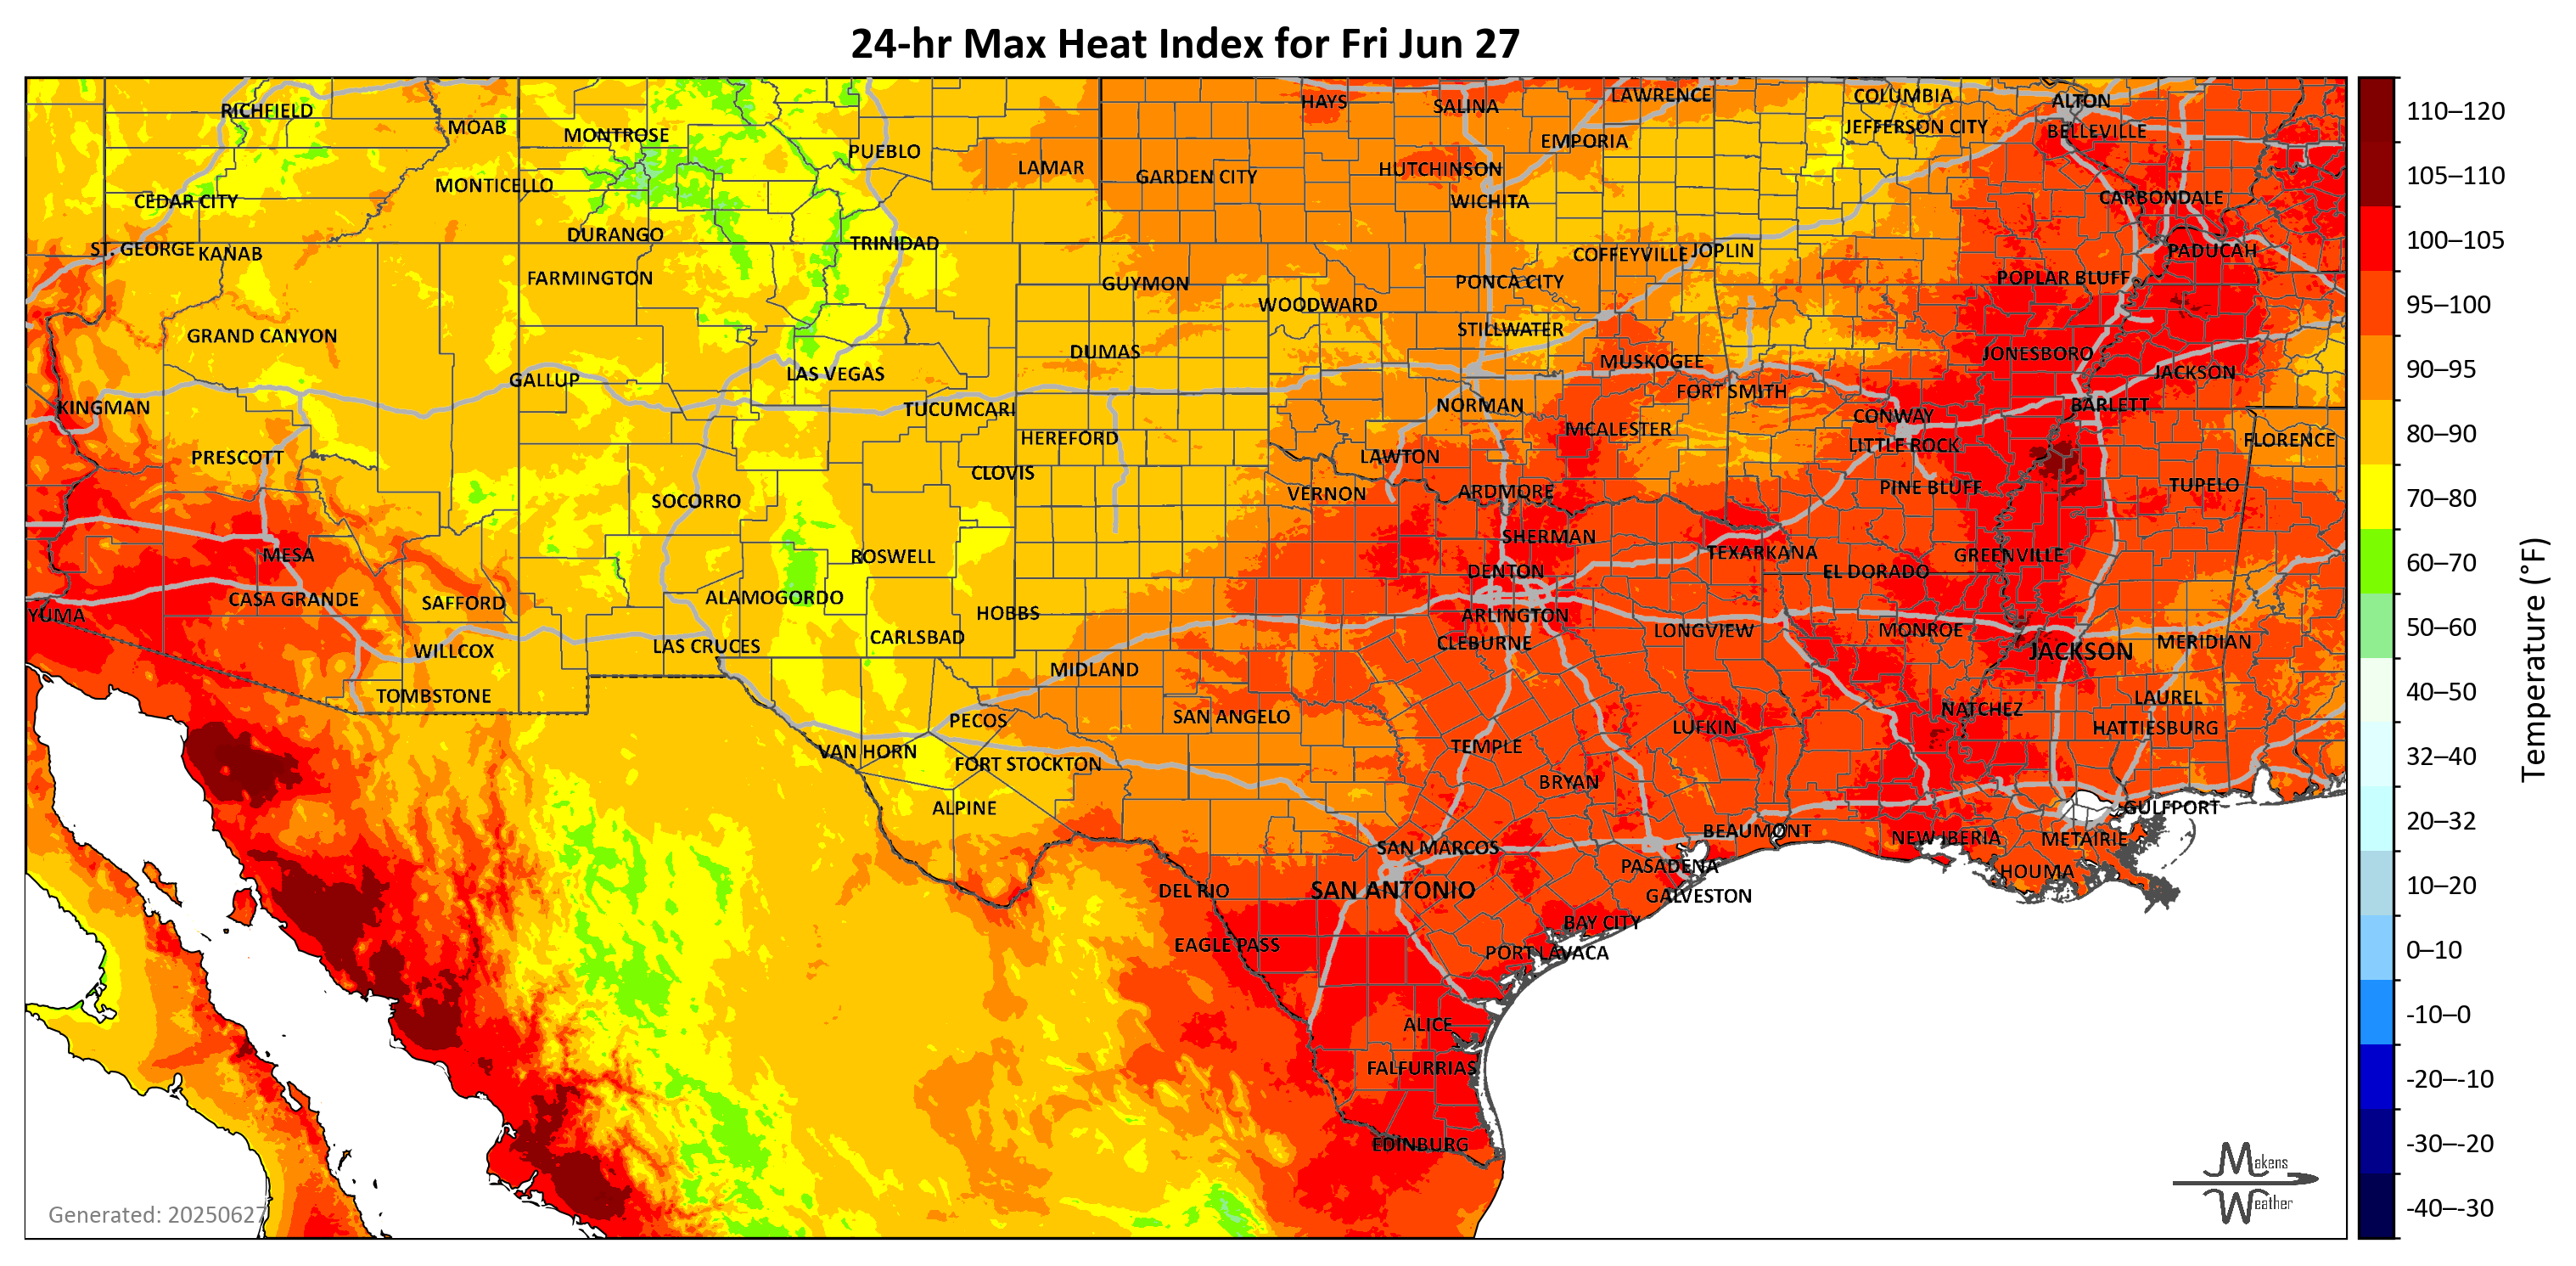 24-hr Max Heat Index for Fri Jun 27
RICHFIELD
MOAB
MONTROSE
PUEBLO
LAMAR
HAYS
SALINA
LAWRENCE
COLUMBIA
ALTON
EMPORIA
JEFFERSON CITY
BELLEVILLE
CEDAR CITY
MONTICELLO
GARDEN CITY
HUTCHINSON
WICHITA
CARBONDALE
ST. GEORGE
KANAB
DURANGO
TRINIDAD
COFFEYVILLE
JOPLIN
PADUCAH
FARMINGTON
GUYMON
PONCA CITY
POPLAR BLUFF
WOODWARD
GRAND CANYON
STILLWATER
DUMAS
MUSKOGEE
JONESBORO
GALLUP
LAS VEGAS
FORT SMITH
JACKSON
KINGMAN
TUCUMCARI
NORMAN
CONWAY
BARLETT
HEREFORD
MCALESTER
LITTLE ROCK
FLORENCE
PRESCOTT
CLOVIS
LAWTON
SOCORRO
VERNON
ARDMORE
PINE BLUFF
TUPELO
MESA
ROSWELL
SHERMAN
TEXARKANA
GREENVILLE
DENTON
EL DORADO
YUMA
CASA GRANDE
SAFFORD
ALAMOGORDO
HOBBS
ARLINGTON
WILLCOX
LAS CRUCES
CARLSBAD
CLEBURNE
LONGVIEW
MONROE
JACKSON
MERIDIAN
TOMBSTONE
MIDLAND
PECOS
SAN ANGELO
LUFKIN
NATCHEZ
LAUREL
HATTIESBURG
VAN HORN
FORT STOCKTON
TEMPLE
BRYAN
ALPINE
GULFPORT
SAN MARCOS
BEAUMONT
NEW IBERIA
METAIRIE
DEL RIO
SAN ANTONIO
PASADENA
HOUMA
GALVESTON
EAGLE PASS
BAY CITY
PORT LAVACA
ALICE
FALFURRIAS
EDINBURG
Generated: 20250627
Makens
Weather
110–120
105–110
100–105
95–100
90–95
80–90
70–80
60–70
50–60
40–50
32–40
20–32
10–20
0–10
-10–0
-20–-10
-30–-20
-40–-30
Temperature (°F)